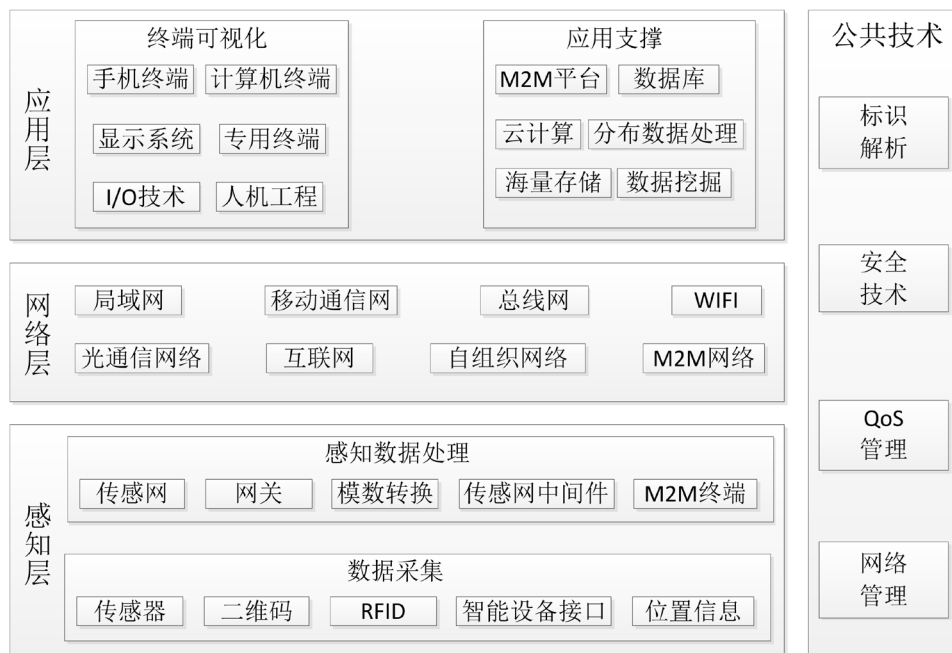 应用层
终端可视化
手机终端 计算机终端
显示系统 专用终端
I/O技术 人机工程
应用支撑
M2M平台 数据库
云计算 分布数据处理
海量存储 数据挖掘
网络层
局域网 移动通信网 总线网 WIFI
光通信网络 互联网 自组织网络 M2M网络
感知层
感知数据处理
传感网 网关 模数转换 传感网中间件 M2M终端
数据采集
传感器 二维码 RFID 智能设备接口 位置信息
公共技术
标识
解析
安全
技术
QoS
管理
网络
管理